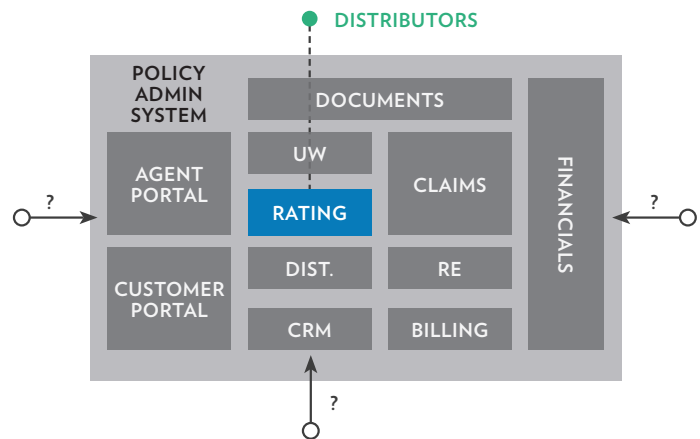 DISTRIBUTORS
POLICY
ADMIN
SYSTEM
DOCUMENTS
UW
AGENT
PORTAL
CLAIMS
FINANCIALS
RATING
?
?
DIST.
RE
CUSTOMER
PORTAL
CRM
BILLING
?